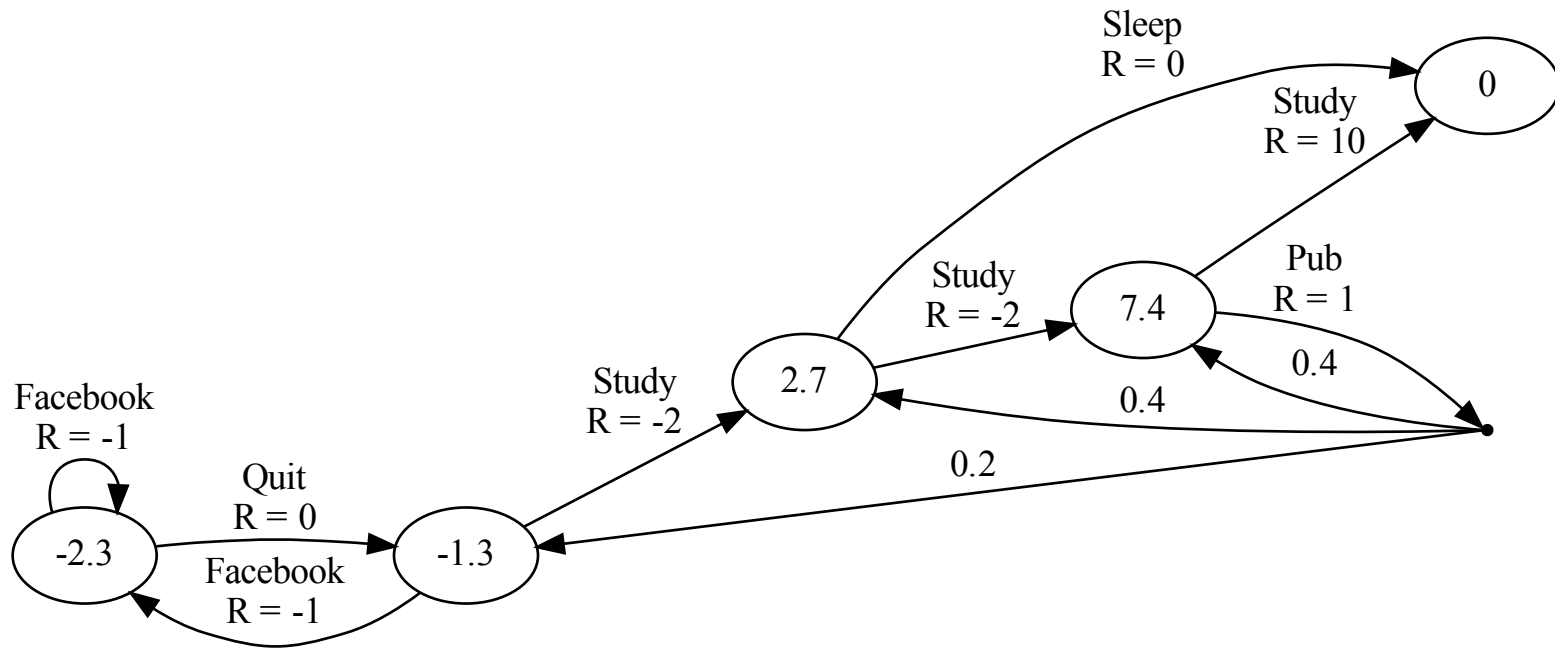 Sleep
R = 0
0
Study
R = 10
Study
R = -2
7.4
Pub
R = 1
0.4
Study
R = -2
2.7
0.4
0.2
Facebook
R = -1
Quit
R = 0
-2.3
-1.3
Facebook
R = -1